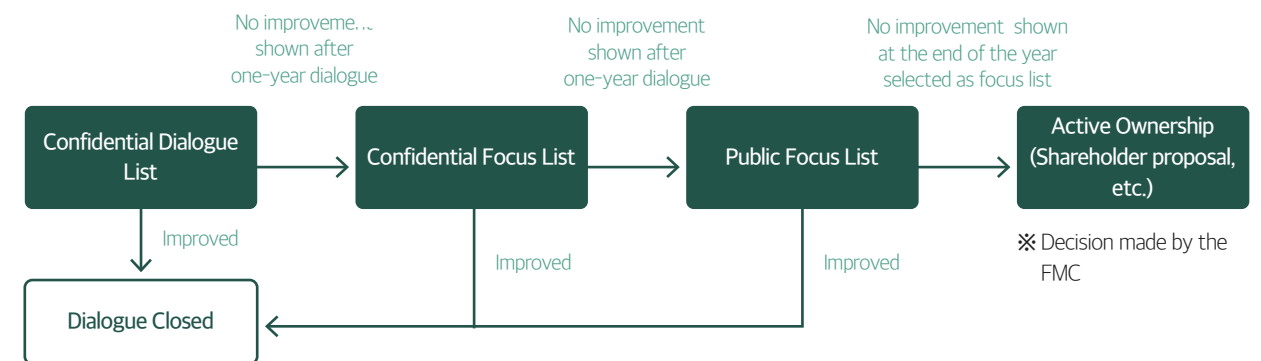 No
shown after
one-year dialogue
No improvement
shown after
one-year dialogue
No improvement shown
at the end of the year
selected as focus list
Confidential Dialogue
List
Confidential Focus List
Public Focus List
Active Ownership
(Shareholder proposal,
etc.)
Improved
Improved
Improved
※ Decision made by the
FMC
Dialogue Closed